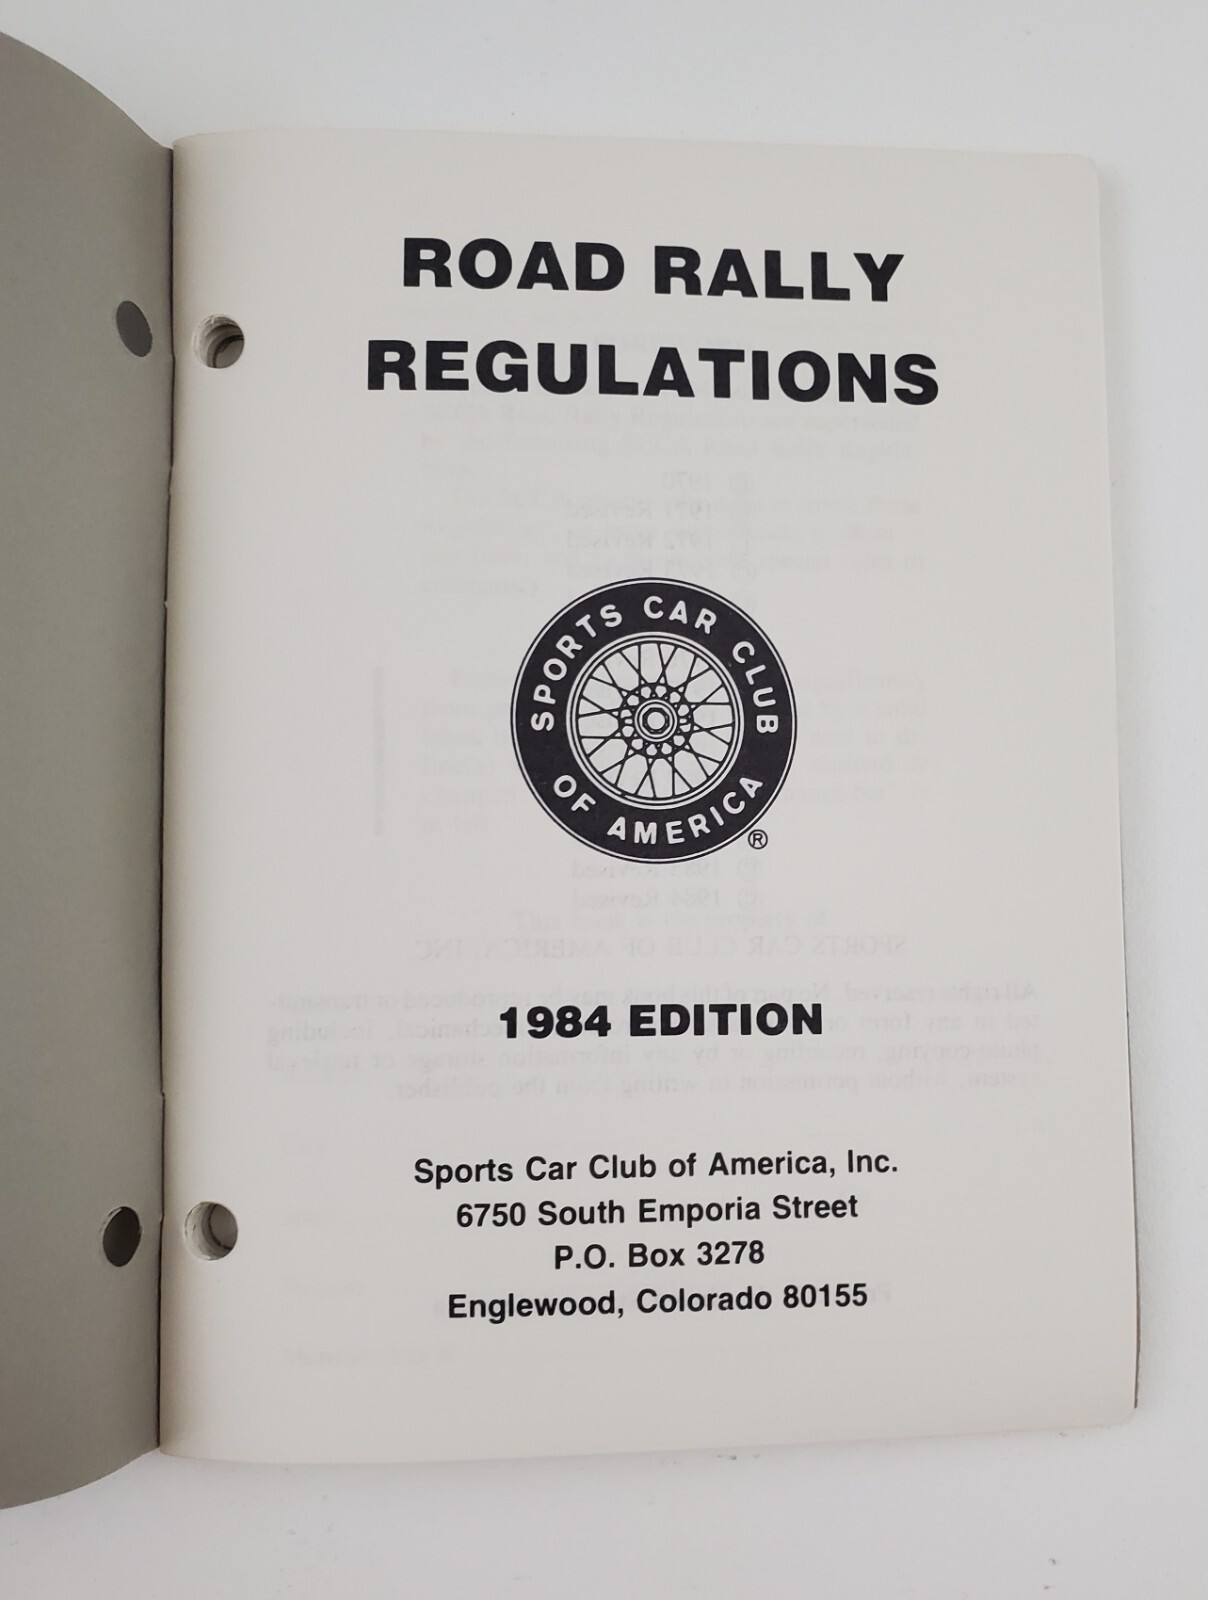 ROAD RALLY
REGULATIONS
SPORTS CAR CLUB
OF AMERICA
®
1984 EDITION
Sports Car Club of America, Inc.
6750 South Emporia Street
P.O. Box 3278
Englewood, Colorado 80155